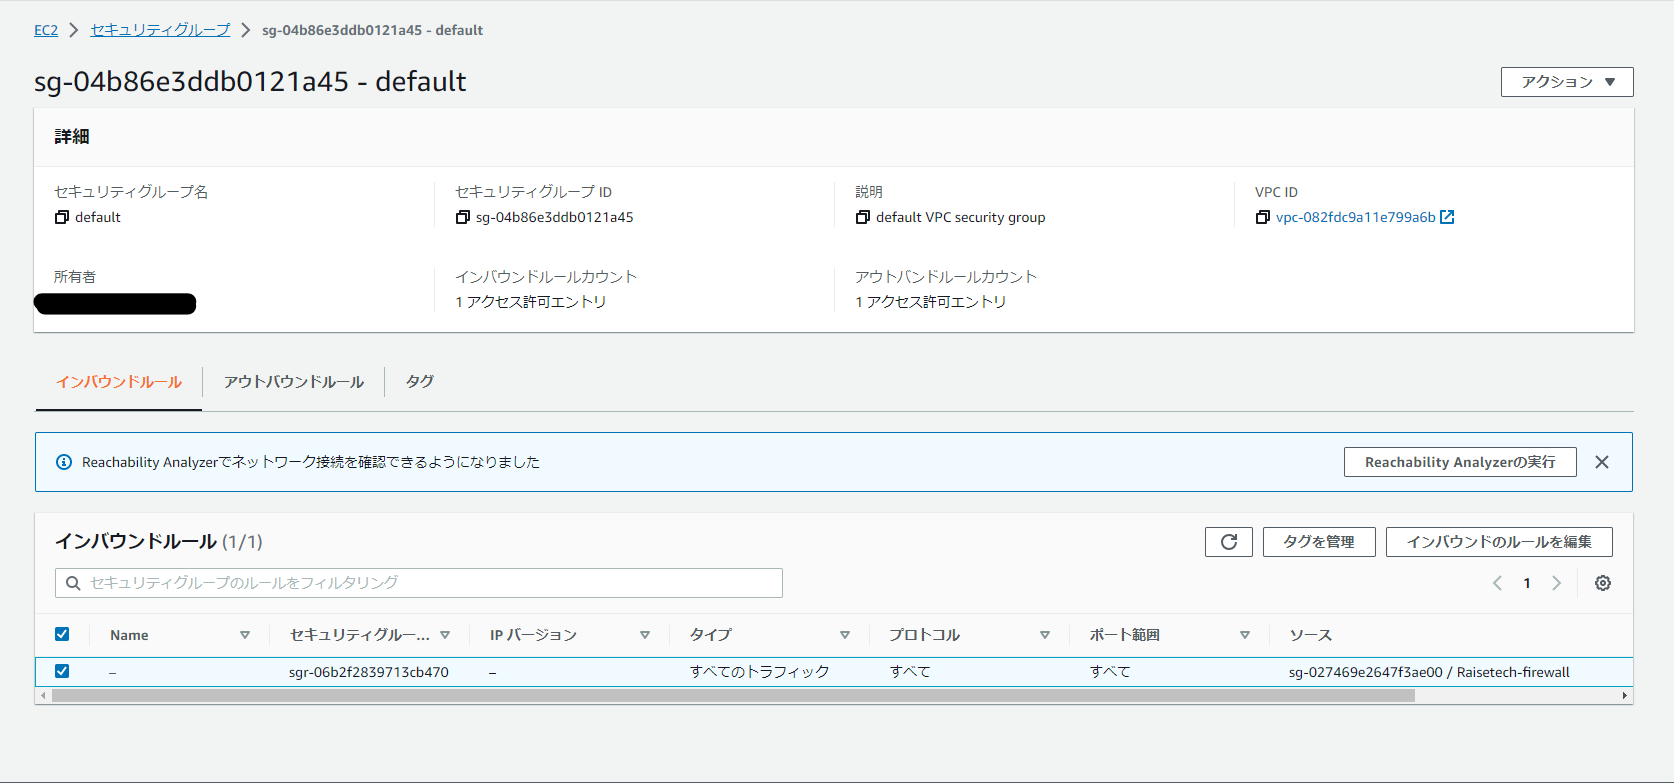 EC2 > セキュリティグループ > sg-04b86e3ddb0121a45 - default
sg-04b86e3ddb0121a45 - default
アクション ▼
詳細
セキュリティグループ名 セキュリティグループ ID 説明 VPC ID
default sg-04b86e3ddb0121a45 default VPC security group vpc-082fdc9a11e799a6b
所有者 インバウンドルールカウント アウトバンドルールカウント
1 アクセス許可エントリ 1 アクセス許可エントリ
インバウンドルール アウトバウンドルール タグ
Reachability Analyzerでネットワーク接続を確認できるようになりました Reachability Analyzerの実行
インバウンドルール (1/1) タグを管理 インバウンドのルールを編集
セキュリティグループのルールをフィルタリング 1
Name セキュリティグルー... IP バージョン タイプ プロトコル ポート範囲 ソース
– sgr-06b2f2839713cb470 – すべてのトラフィック すべて すべて sg-027469e2647f3ae00 / Raisetech-firewall